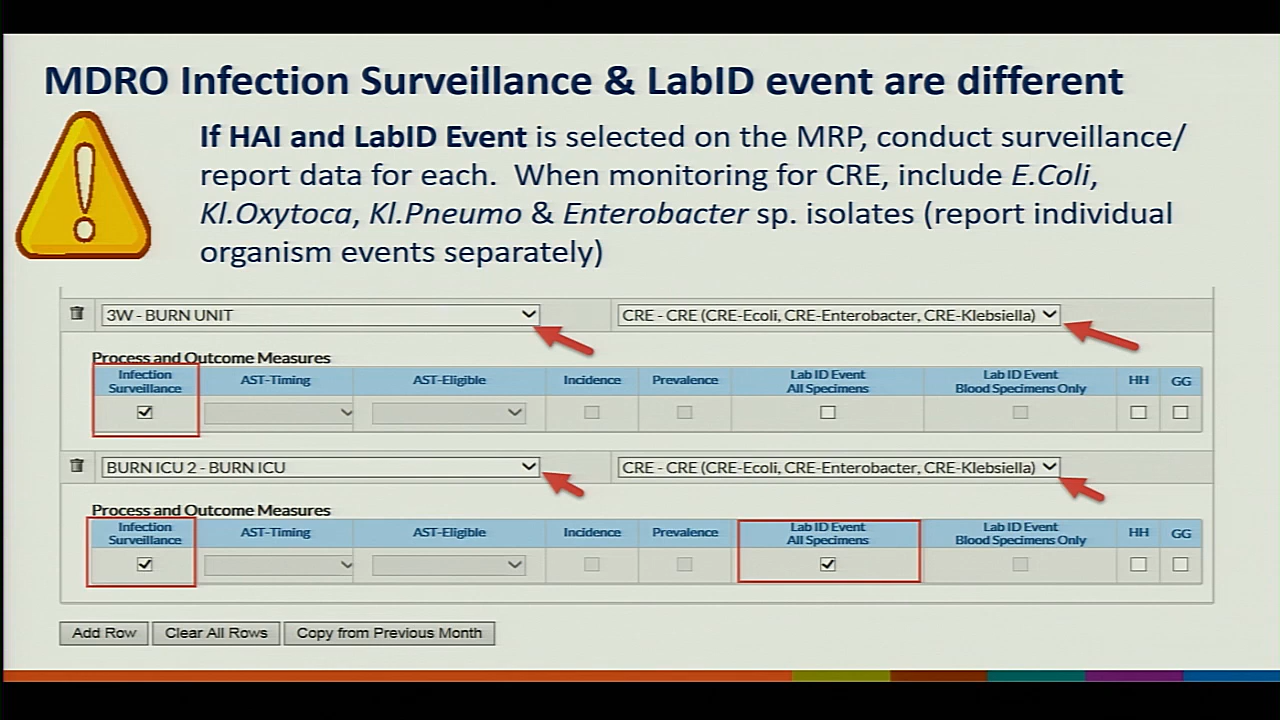 MDRO Infection Surveillance & LabID event are different
If HAI and LabID Event is selected on the MRP, conduct surveillance/
report data for each. When monitoring for CRE, include E.Coli,
Kl.Oxytoca, Kl.Pneumo & Enterobacter sp. isolates (report individual
organism events separately)
3W - BURN UNIT CRE - CRE (CRE-Ecoli, CRE-Enterobacter, CRE-Klebsiella)
Process and Outcome Measures
Infection Surveillance AST-Timing AST-Eligible Incidence Prevalence Lab ID Event All Specimens Lab ID Event Blood Specimens Only HH GG
BURN ICU 2 - BURN ICU CRE - CRE (CRE-Ecoli, CRE-Enterobacter, CRE-Klebsiella)
Process and Outcome Measures
Infection Surveillance AST-Timing AST-Eligible Incidence Prevalence Lab ID Event All Specimens Lab ID Event Blood Specimens Only HH GG
Add Row Clear All Rows Copy from Previous Month